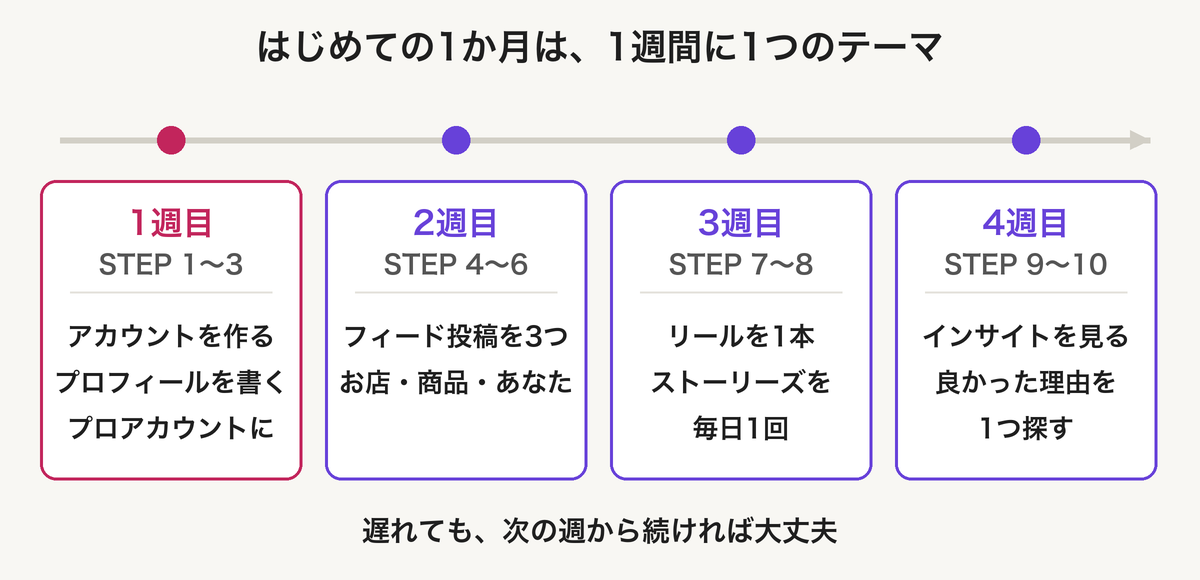 はじめての1か月は、1週間に1つのテーマ
1週目
STEP 1〜3
アカウントを作る
プロフィールを書く
プロアカウントに
2週目
STEP 4〜6
フィード投稿を3つ
お店・商品・あなた
3週目
STEP 7〜8
リールを1本
ストーリーズを
毎日1回
4週目
STEP 9〜10
インサイトを見る
良かった理由を
1つ探す
遅れても、次の週から続ければ大丈夫